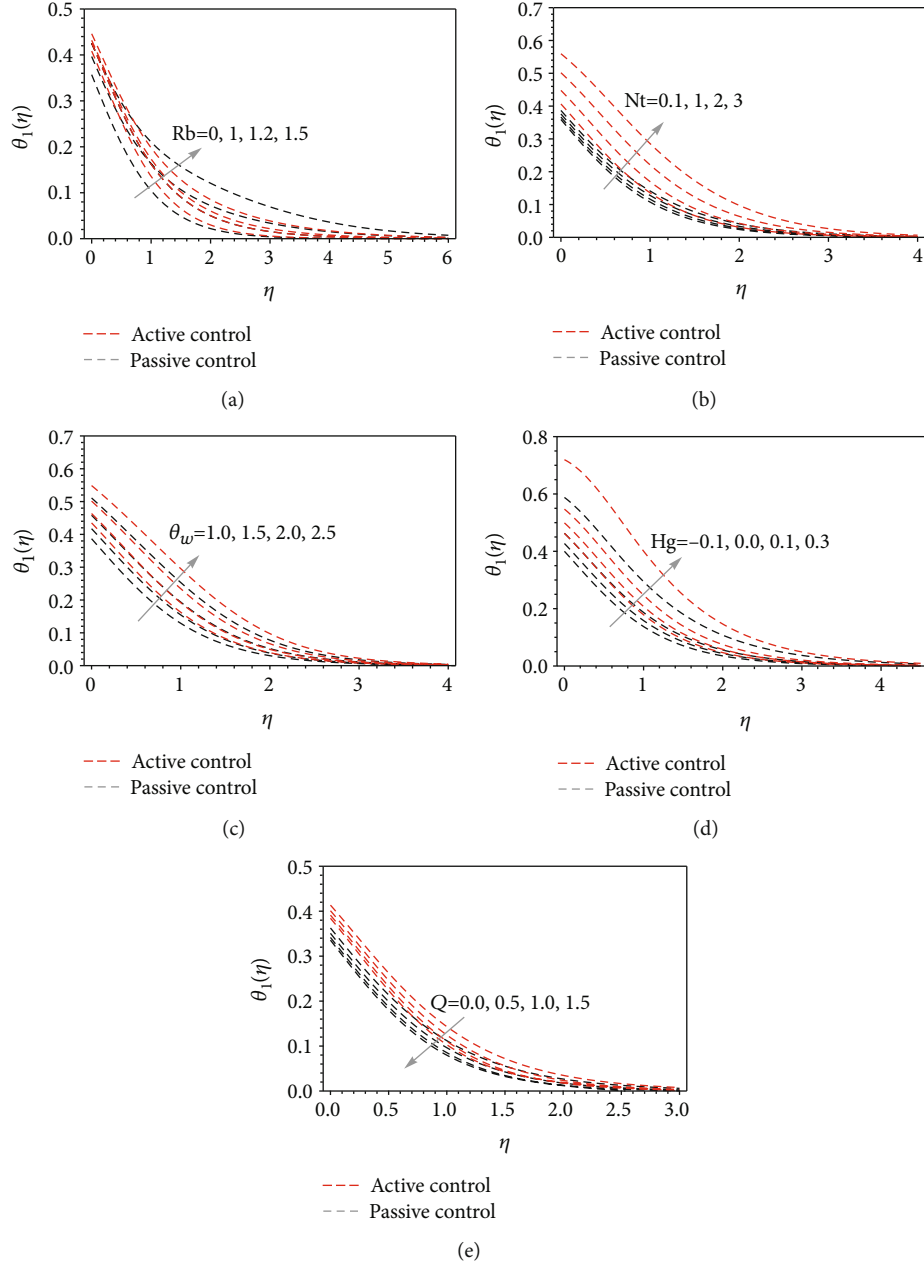 0.5
0.4
0.3
0.2
0.1
0.0
θ1(η)
Rb=0, 1, 1.2, 1.5
0 1 2 3 4 5 6
η
Active control
Passive control
(a)
0.7
0.6
0.5
0.4
0.3
0.2
0.1
0.0
θ1(η)
Nt=0.1, 1, 2, 3
0 1 2 3 4
η
Active control
Passive control
(b)
0.7
0.6
0.5
0.4
0.3
0.2
0.1
0.0
θ1(η)
θw=1.0, 1.5, 2.0, 2.5
0 1 2 3 4
η
Active control
Passive control
(c)
0.8
0.6
0.4
0.2
0.0
θ1(η)
Hg=–0.1, 0.0, 0.1, 0.3
0 1 2 3 4
η
Active control
Passive control
(d)
0.5
0.4
0.3
0.2
0.1
0.0
θ1(η)
Q=0.0, 0.5, 1.0, 1.5
0.0 0.5 1.0 1.5 2.0 2.5 3.0
η
Active control
Passive control
(e)